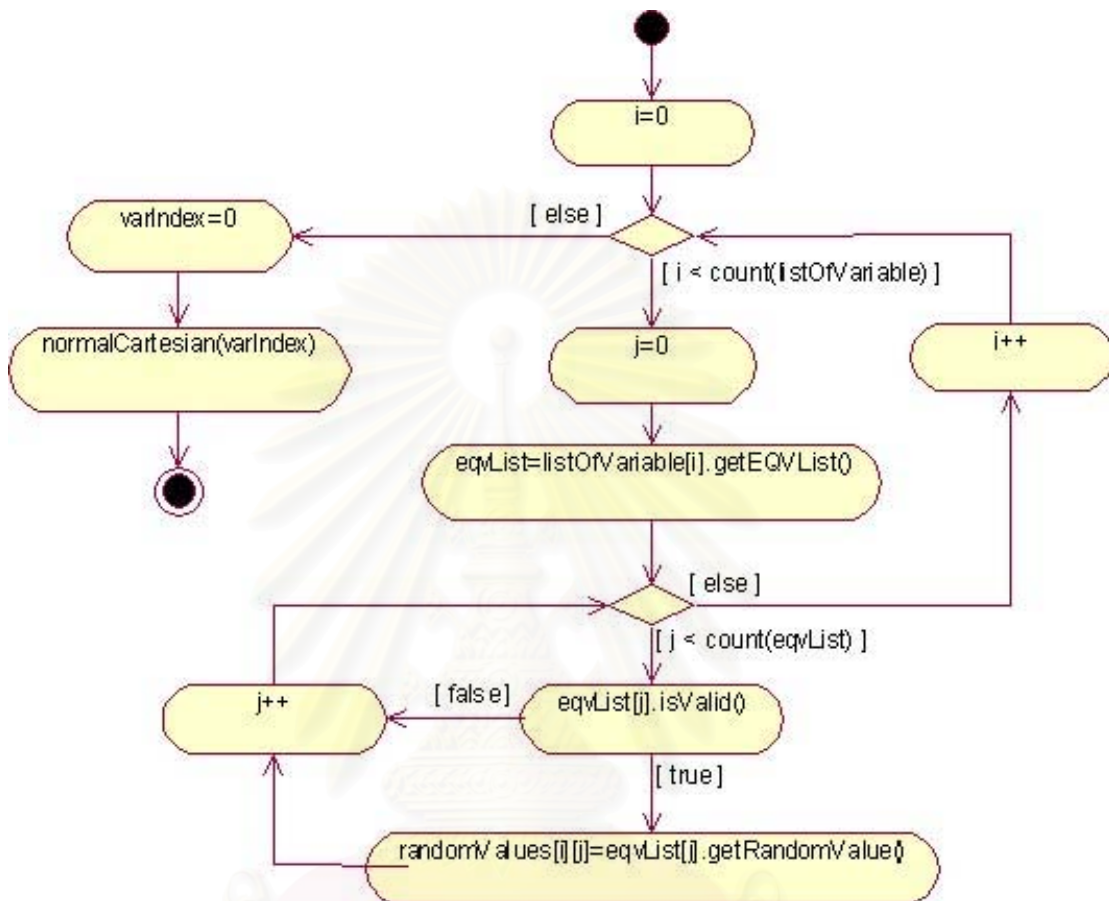 i=0
[ else ]
varIndex=0
[ i < count(listOfVariable) ]
normalCartesian(varIndex)
j=0
i++
eqvList=listOfVariable[i].getEQVList()
[ else ]
[ j < count(eqvList) ]
[ false]
j++
eqvList[j].isValid()
[ true ]
randomValues[i][j]=eqvList[j].getRandomValue()